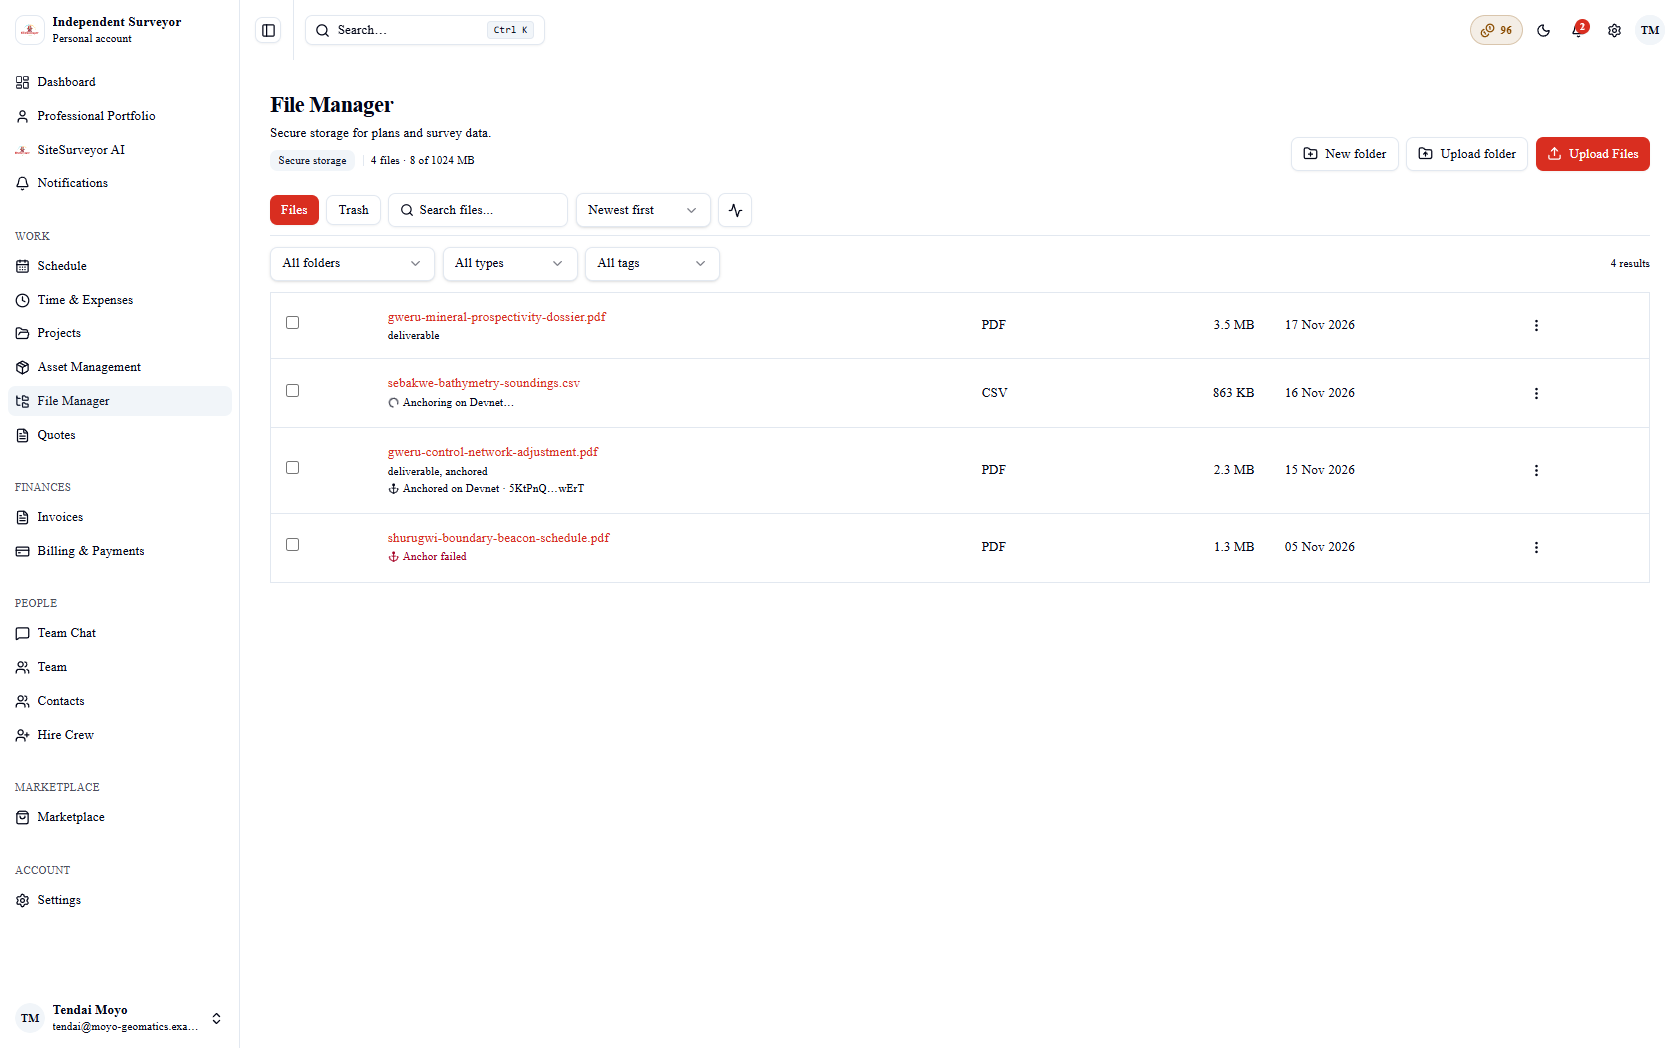 Independent Surveyor
Personal account
Search...
Ctrl K
96
2
TM
Dashboard
Professional Portfolio
SiteSurveyor AI
Notifications
WORK
Schedule
Time & Expenses
Projects
Asset Management
File Manager
Quotes
FINANCES
Invoices
Billing & Payments
PEOPLE
Team Chat
Team
Contacts
Hire Crew
MARKETPLACE
Marketplace
ACCOUNT
Settings
TM
Tendai Moyo
tendai@moyo-geomatics.exa...
File Manager
Secure storage for plans and survey data.
Secure storage
4 files · 8 of 1024 MB
New folder
Upload folder
Upload Files
Files
Trash
Search files...
Newest first
All folders
All types
All tags
4 results
gweru-mineral-prospectivity-dossier.pdf
deliverable
PDF
3.5 MB
17 Nov 2026
sebakwe-bathymetry-soundings.csv
Anchoring on Devnet...
CSV
863 KB
16 Nov 2026
gweru-control-network-adjustment.pdf
deliverable, anchored
Anchored on Devnet · 5KtPnQ...wErT
PDF
2.3 MB
15 Nov 2026
shurugwi-boundary-beacon-schedule.pdf
Anchor failed
PDF
1.3 MB
05 Nov 2026